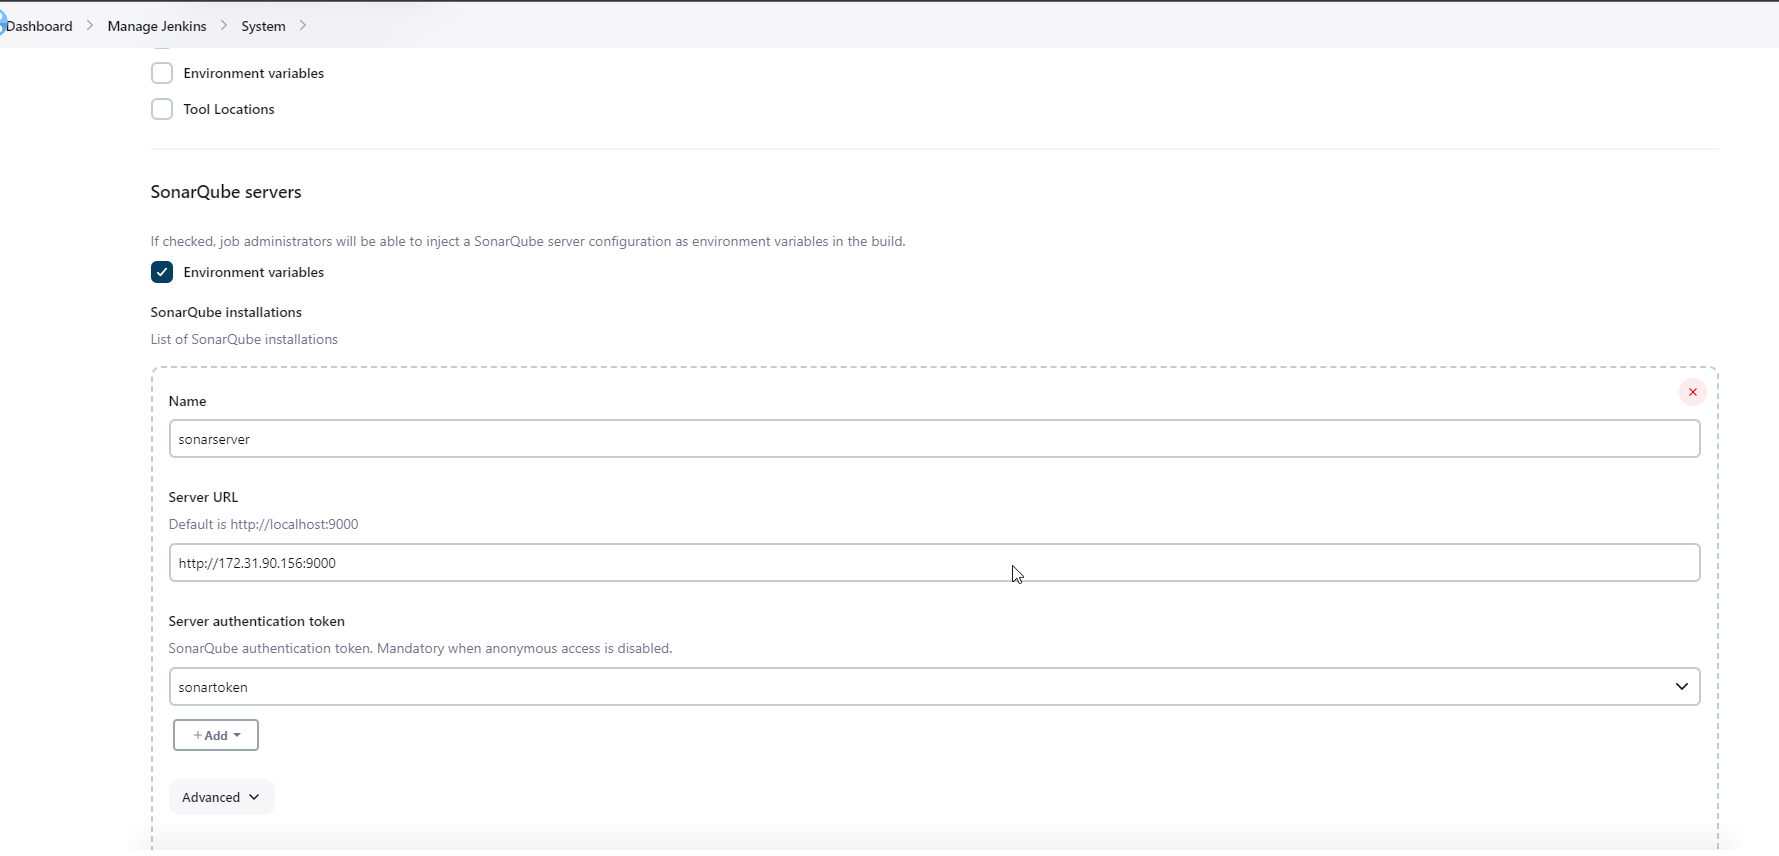 Dashboard > Manage Jenkins > System >
Environment variables
Tool Locations
SonarQube servers
If checked, job administrators will be able to inject a SonarQube server configuration as environment variables in the build.
Environment variables
SonarQube installations
List of SonarQube installations
Name
sonarserver
Server URL
Default is http://localhost:9000
http://172.31.90.156:9000
Server authentication token
SonarQube authentication token. Mandatory when anonymous access is disabled.
sonartoken
+ Add
Advanced